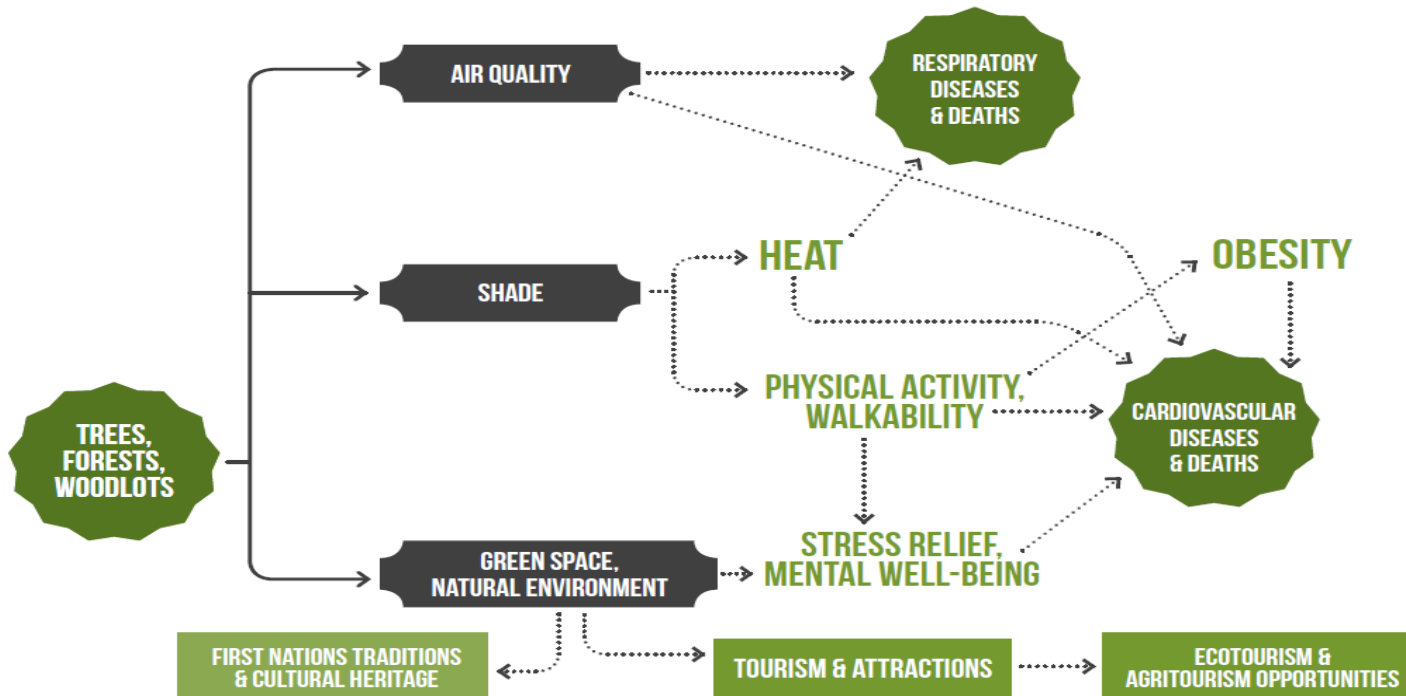 AIR QUALITY
RESPIRATORY
DISEASES
& DEATHS
HEAT
OBESITY
SHADE
PHYSICAL ACTIVITY,
WALKABILITY
CARDIOVASCULAR
DISEASES
& DEATHS
TREES,
FORESTS,
WOODLOTS
STRESS RELIEF,
MENTAL WELL-BEING
GREEN SPACE,
NATURAL ENVIRONMENT
FIRST NATIONS TRADITIONS
& CULTURAL HERITAGE
TOURISM & ATTRACTIONS
ECOTOURISM &
AGRITOURISM OPPORTUNITIES